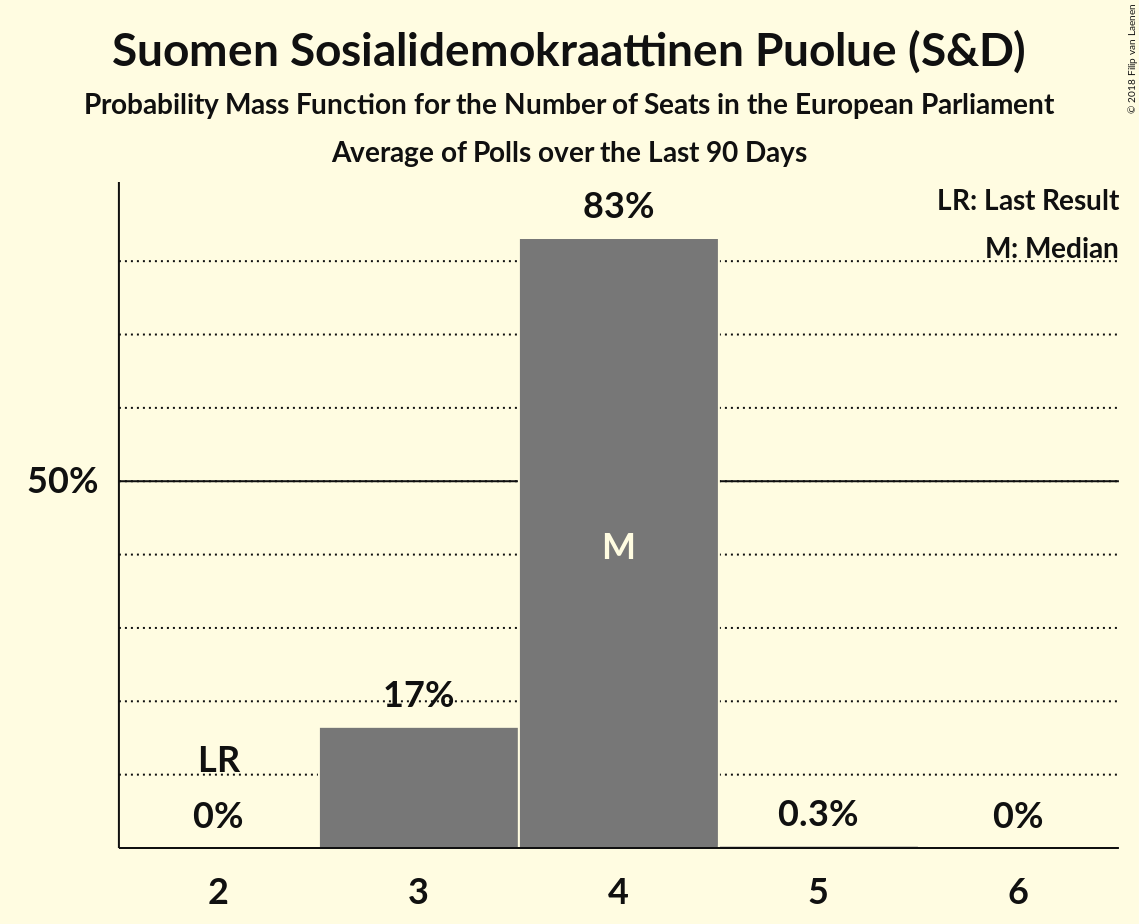 Suomen Sosialidemokraattinen Puolue (S&D)
Probability Mass Function for the Number of Seats in the European Parliament
Average of Polls over the Last 90 Days
© 2018 Filip van Laenen
LR: Last Result
M: Median
83%
50%
M
17%
LR
0%
0.3%
0%
2 3 4 5 6